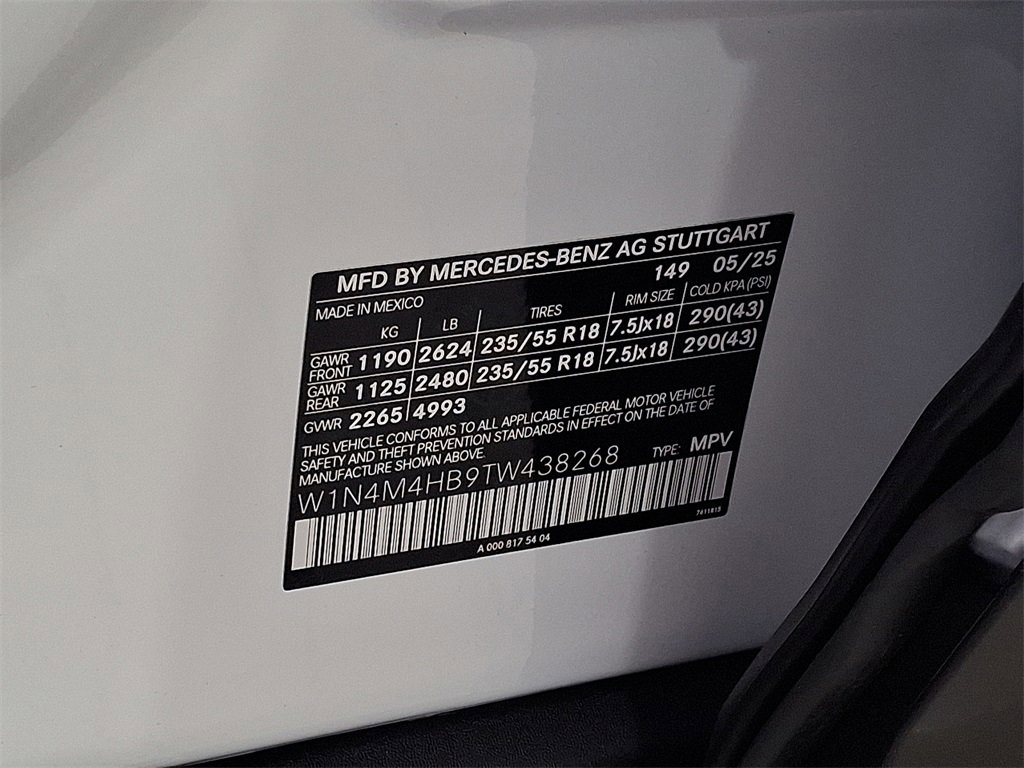 MFD BY MERCEDES-BENZ AG STUTTGART
MADE IN MEXICO 149 05/25
KG LB TIRES RIM SIZE COLD KPA (PSI)
GAWR FRONT 1190 2624 235/55 R18 7.5Jx18 290(43)
GAWR REAR 1125 2480 235/55 R18 7.5Jx18 290(43)
GVWR 2265 4993
THIS VEHICLE CONFORMS TO ALL APPLICABLE FEDERAL MOTOR VEHICLE
SAFETY AND THEFT PREVENTION STANDARDS IN EFFECT ON THE DATE OF
MANUFACTURE SHOWN ABOVE.
W1N4M4HB9TW438268 TYPE: MPV
A 000 817 54 04 7611815